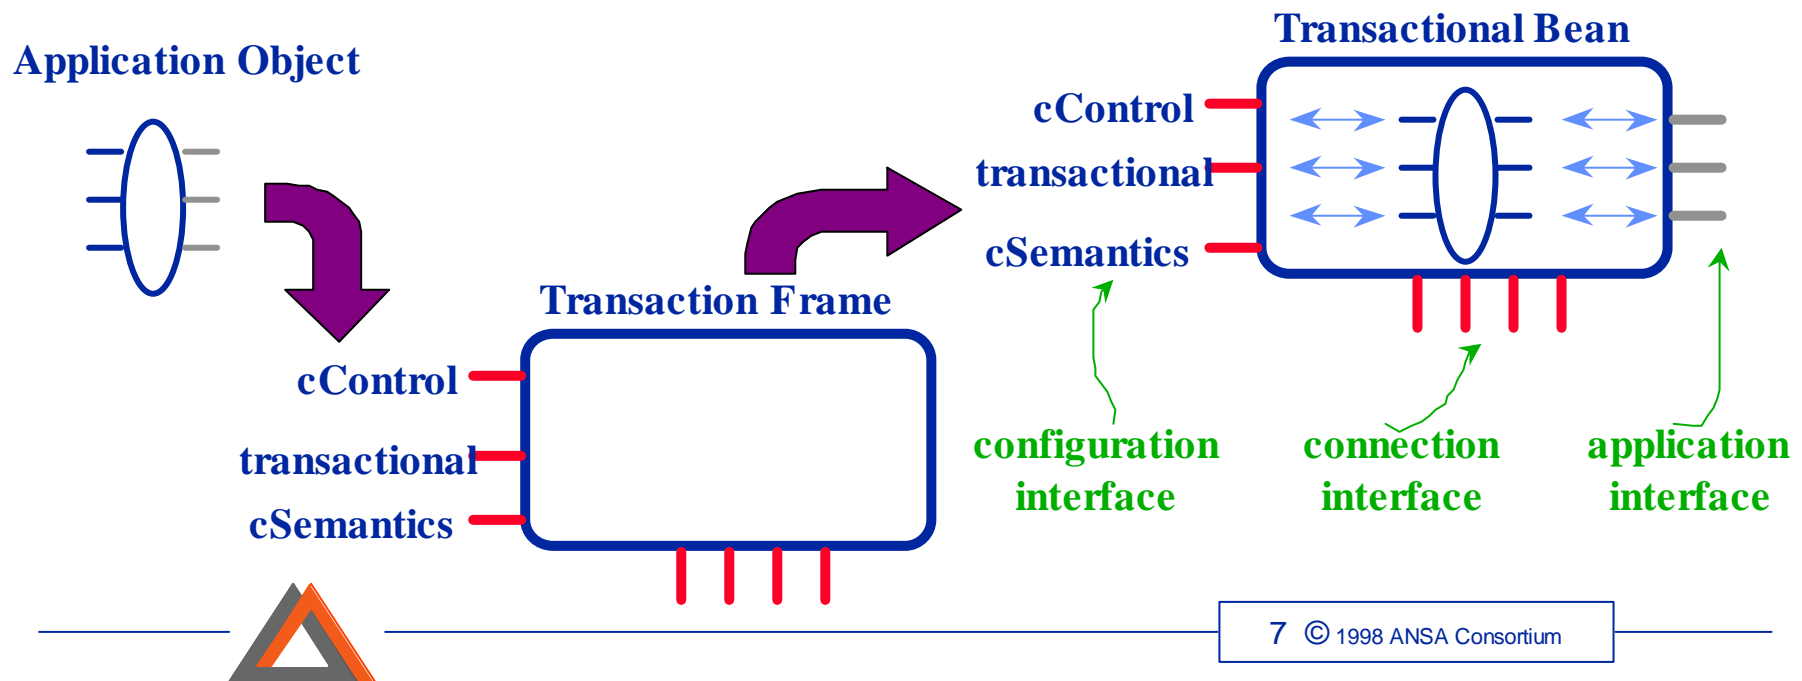 Application Object
Transaction Frame
cControl
transactional
cSemantics
Transactional Bean
cControl
transactional
cSemantics
configuration
interface
connection
interface
application
interface
7 © 1998 ANSA Consortium